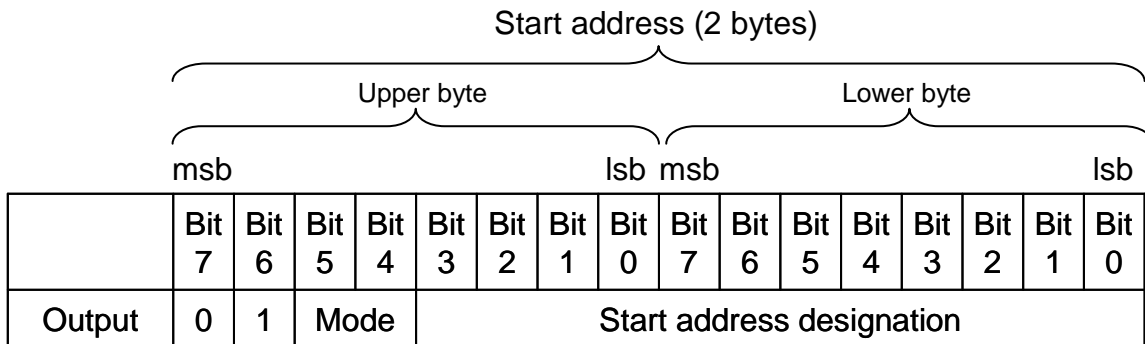 Start address (2 bytes)
Upper byte Lower byte
msb lsb msb lsb
Bit 7 Bit 6 Bit 5 Bit 4 Bit 3 Bit 2 Bit 1 Bit 0 Bit 7 Bit 6 Bit 5 Bit 4 Bit 3 Bit 2 Bit 1 Bit 0
Output 0 1 Mode Start address designation